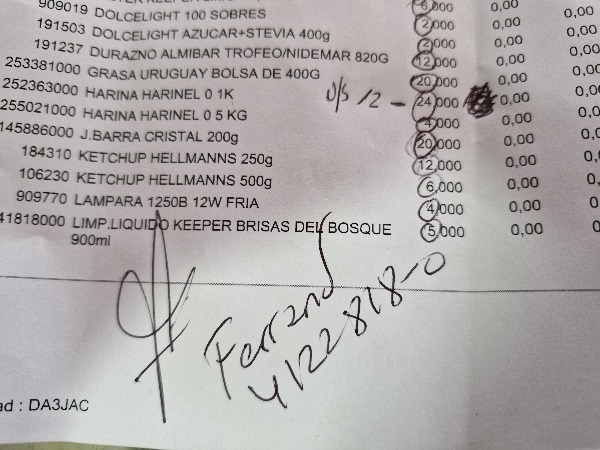 6,000 0,00
909019 DOLCELIGHT 100 SOBRES 2,000 0,00 0,00
191503 DOLCELIGHT AZUCAR+STEVIA 400g 2,000 0,00 0,00
191237 DURAZNO ALMIBAR TROFEO/NIDEMAR 820G 12,000 0,00 0,00
253381000 GRASA URUGUAY BOLSA DE 400G 20,000 0,00 0,00
252363000 HARINA HARINEL 0 1K 12 - 24,000 0,00 0,00
255021000 HARINA HARINEL 0 5 KG 4,000 0,00 0,00
145886000 J.BARRA CRISTAL 200g 20,000 0,00 0,00
184310 KETCHUP HELLMANNS 250g 12,000 0,00 0,00
106230 KETCHUP HELLMANNS 500g 6,000 0,00 0,00
909770 LAMPARA 1250B 12W FRIA 4,000 0,00 0,00
41818000 LIMP.LIQUIDO KEEPER BRISAS DEL BOSQUE 5,000 0,00
900ml
Ferrand
4122818-0
ad : DA3JAC